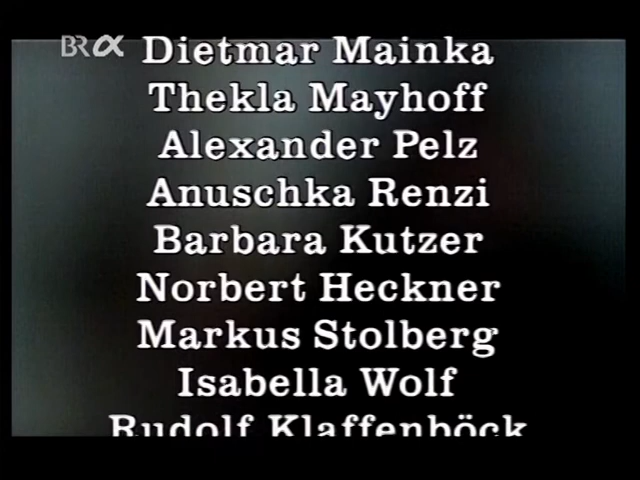 BRα Dietmar Mainka
Thekla Mayhoff
Alexander Pelz
Anuschka Renzi
Barbara Kutzer
Norbert Heckner
Markus Stolberg
Isabella Wolf
Rudolf Klaffenböck